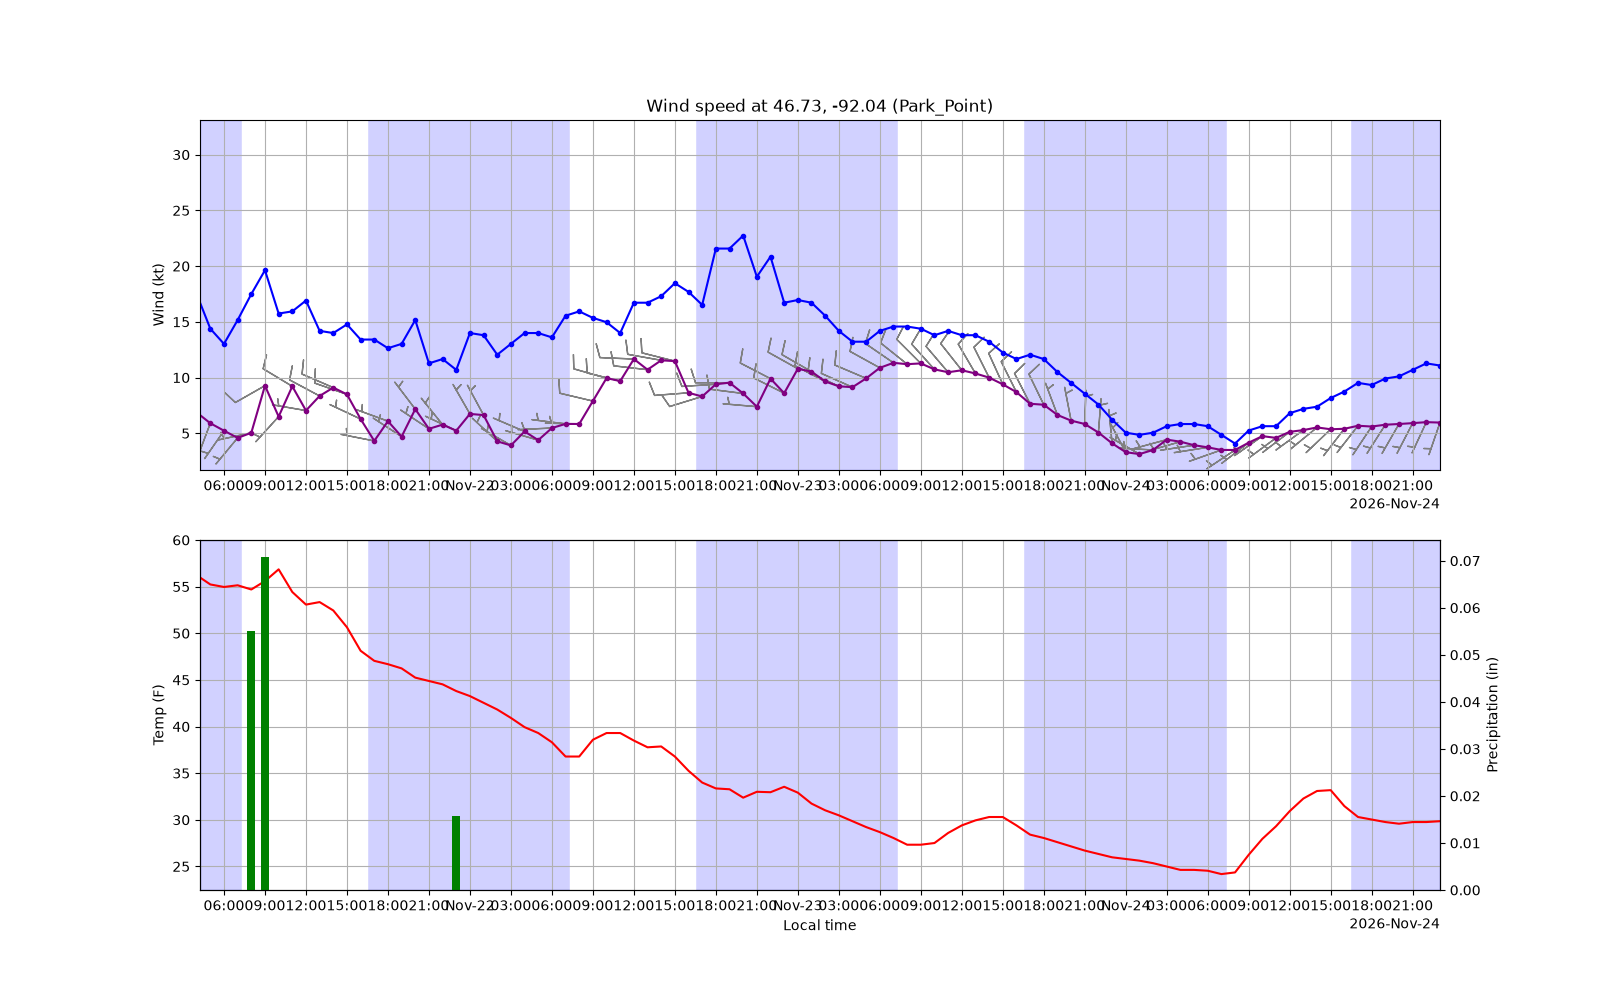 Wind speed at 46.73, -92.04 (Park_Point)
Wind (kt)
30
25
20
15
10
5
06:00 09:00 12:00 15:00 18:00 21:00 Nov-22 03:00 06:00 09:00 12:00 15:00 18:00 21:00 Nov-23 03:00 06:00 09:00 12:00 15:00 18:00 21:00 Nov-24 03:00 06:00 09:00 12:00 15:00 18:00 21:00
2026-Nov-24
Temp (F)
60
55
50
45
40
35
30
25
0.07
0.06
0.05
0.04
0.03
0.02
0.01
0.00
Precipitation (in)
06:00 09:00 12:00 15:00 18:00 21:00 Nov-22 03:00 06:00 09:00 12:00 15:00 18:00 21:00 Nov-23 03:00 06:00 09:00 12:00 15:00 18:00 21:00 Nov-24 03:00 06:00 09:00 12:00 15:00 18:00 21:00
Local time
2026-Nov-24